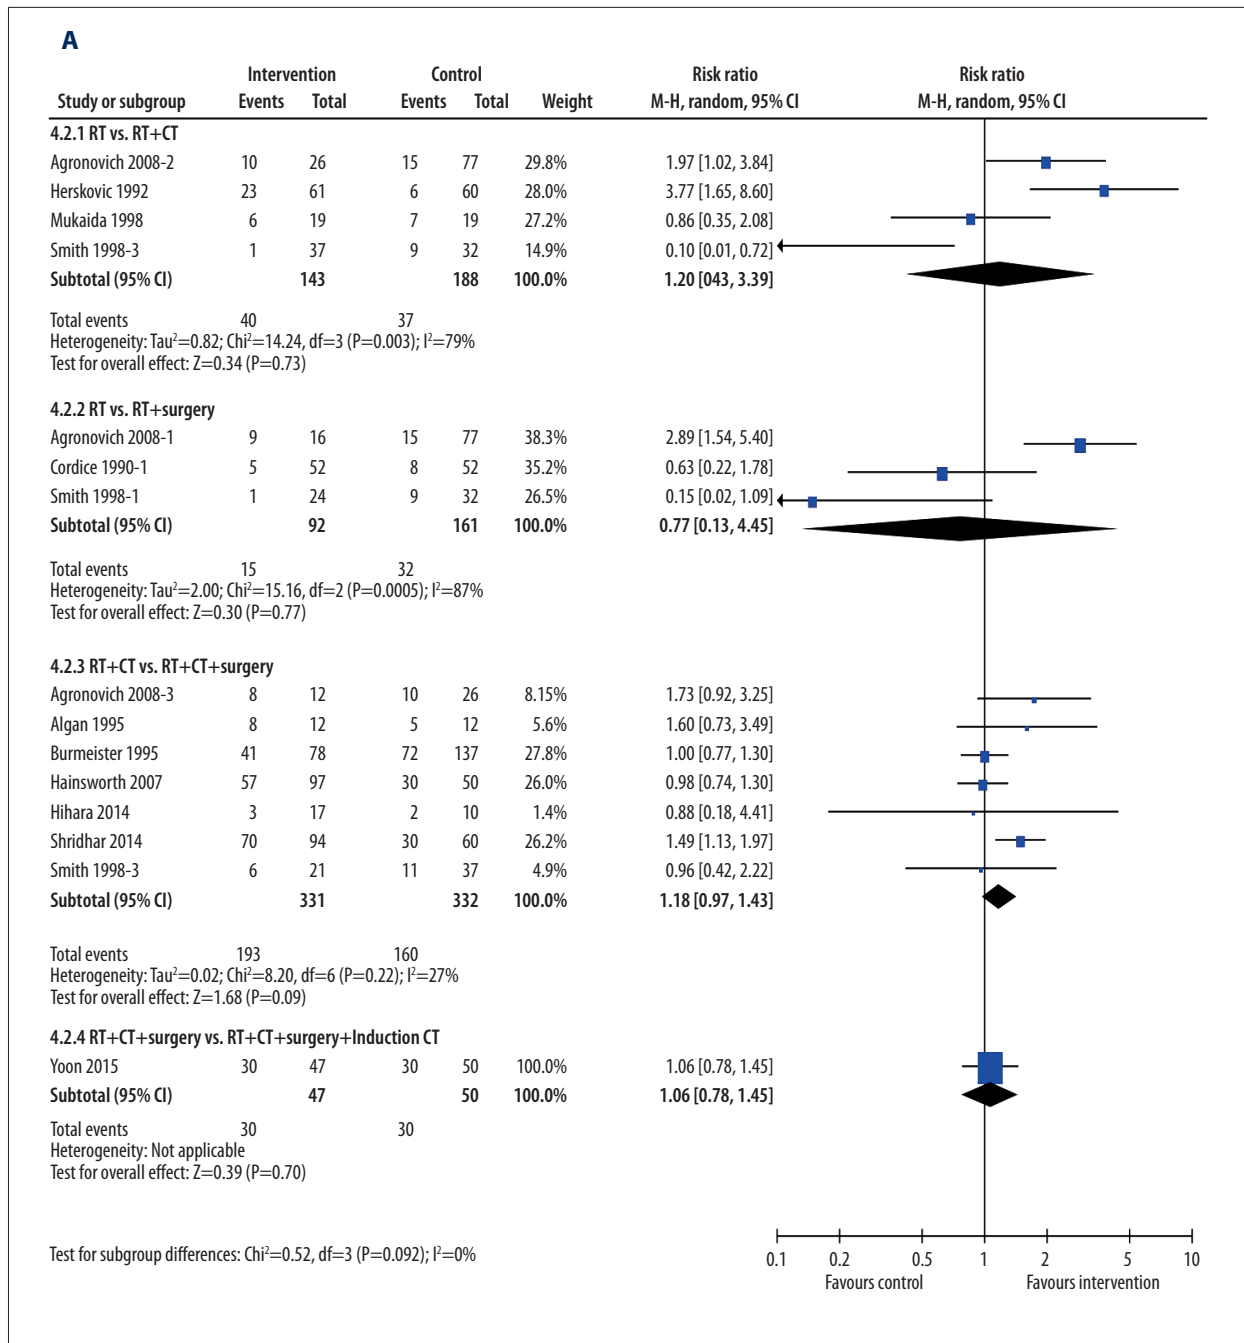 A
Intervention Control Risk ratio Risk ratio
Study or subgroup Events Total Events Total Weight M-H, random, 95% CI M-H, random, 95% CI
4.2.1 RT vs. RT+CT
Agronovich 2008-2 10 26 15 77 29.8% 1.97 [1.02, 3.84]
Herskovic 1992 23 61 6 60 28.0% 3.77 [1.65, 8.60]
Mukaida 1998 6 19 7 19 27.2% 0.86 [0.35, 2.08]
Smith 1998-3 1 37 9 32 14.9% 0.10 [0.01, 0.72]
Subtotal (95% CI) 143 188 100.0% 1.20 [043, 3.39]
Total events 40 37
Heterogeneity: Tau²=0.82; Chi²=14.24, df=3 (P=0.003); I²=79%
Test for overall effect: Z=0.34 (P=0.73)
4.2.2 RT vs. RT+surgery
Agronovich 2008-1 9 16 15 77 38.3% 2.89 [1.54, 5.40]
Cordice 1990-1 5 52 8 52 35.2% 0.63 [0.22, 1.78]
Smith 1998-1 1 24 9 32 26.5% 0.15 [0.02, 1.09]
Subtotal (95% CI) 92 161 100.0% 0.77 [0.13, 4.45]
Total events 15 32
Heterogeneity: Tau²=2.00; Chi²=15.16, df=2 (P=0.0005); I²=87%
Test for overall effect: Z=0.30 (P=0.77)
4.2.3 RT+CT vs. RT+CT+surgery
Agronovich 2008-3 8 12 10 26 8.15% 1.73 [0.92, 3.25]
Algan 1995 8 12 5 12 5.6% 1.60 [0.73, 3.49]
Burmeister 1995 41 78 72 137 27.8% 1.00 [0.77, 1.30]
Hainsworth 2007 57 97 30 50 26.0% 0.98 [0.74, 1.30]
Hihara 2014 3 17 2 10 1.4% 0.88 [0.18, 4.41]
Shridhar 2014 70 94 30 60 26.2% 1.49 [1.13, 1.97]
Smith 1998-3 6 21 11 37 4.9% 0.96 [0.42, 2.22]
Subtotal (95% CI) 331 332 100.0% 1.18 [0.97, 1.43]
Total events 193 160
Heterogeneity: Tau²=0.02; Chi²=8.20, df=6 (P=0.22); I²=27%
Test for overall effect: Z=1.68 (P=0.09)
4.2.4 RT+CT+surgery vs. RT+CT+surgery+Induction CT
Yoon 2015 30 47 30 50 100.0% 1.06 [0.78, 1.45]
Subtotal (95% CI) 47 50 100.0% 1.06 [0.78, 1.45]
Total events 30 30
Heterogeneity: Not applicable
Test for overall effect: Z=0.39 (P=0.70)
Test for subgroup differences: Chi²=0.52, df=3 (P=0.092); I²=0%
0.1 0.2 0.5 1 2 5 10
Favours control Favours intervention